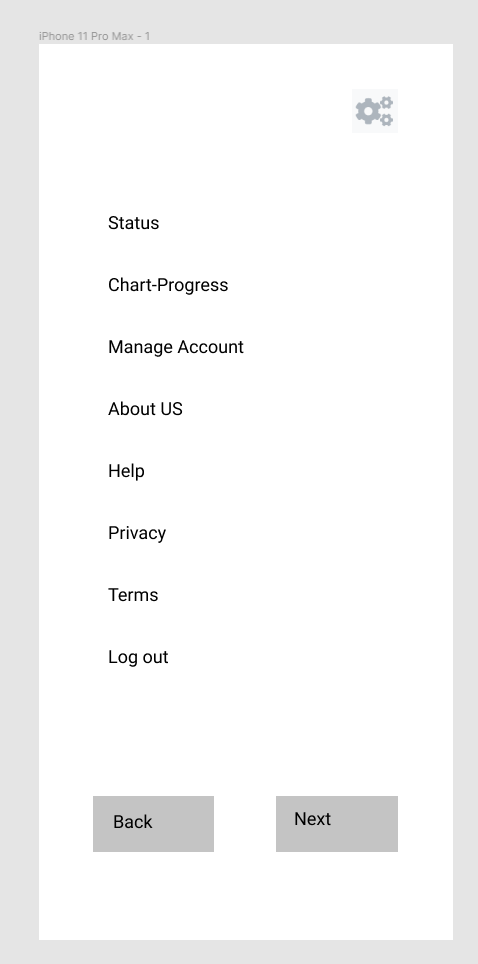 iPhone 11 Pro Max - 1
Status
Chart-Progress
Manage Account
About US
Help
Privacy
Terms
Log out
Back
Next